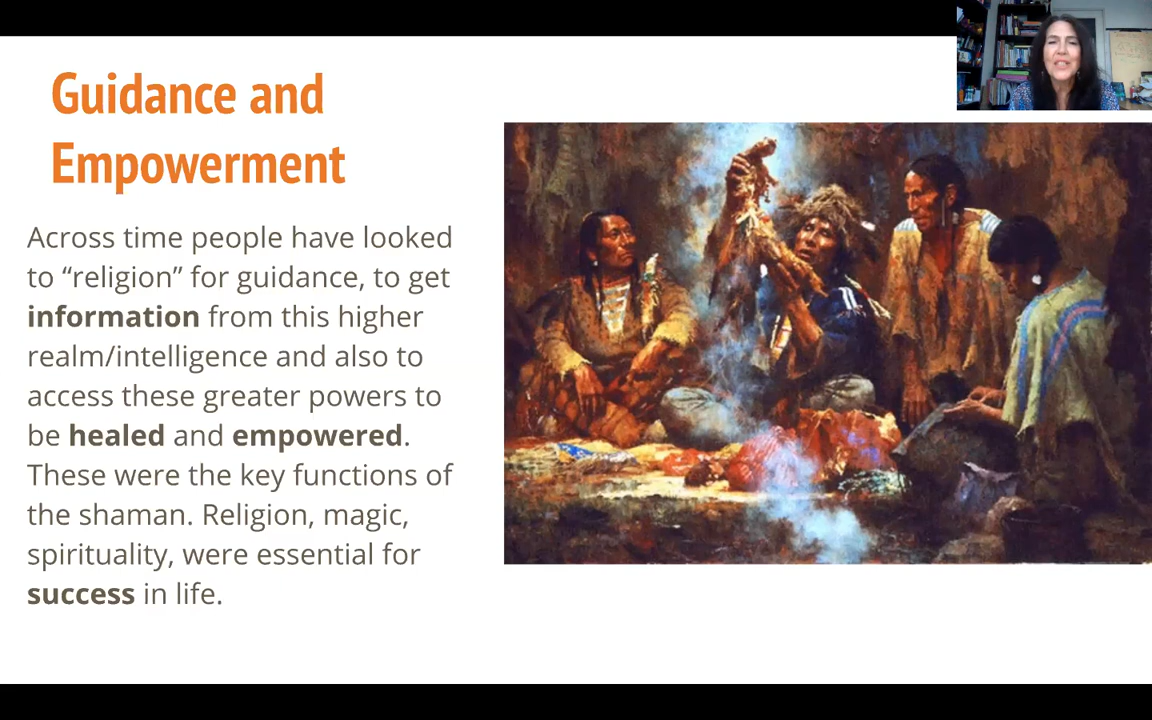 Guidance and
Empowerment
Across time people have looked
to “religion” for guidance, to get
information from this higher
realm/intelligence and also to
access these greater powers to
be healed and empowered.
These were the key functions of
the shaman. Religion, magic,
spirituality, were essential for
success in life.